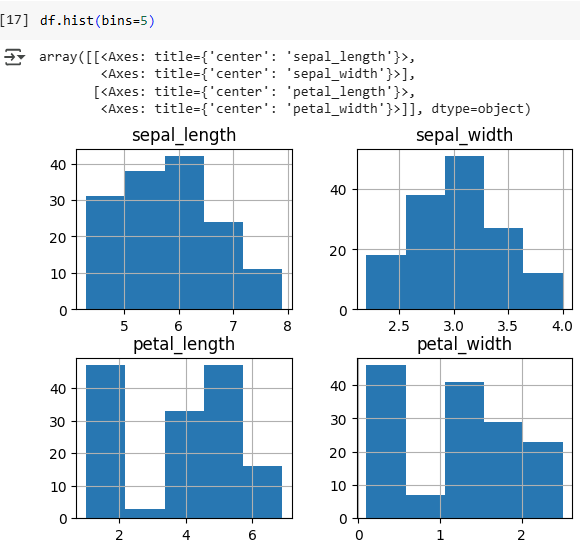 [17] df.hist(bins=5)
array([[<Axes: title={'center': 'sepal_length'}>,
<Axes: title={'center': 'sepal_width'}>],
[<Axes: title={'center': 'petal_length'}>,
<Axes: title={'center': 'petal_width'}>]], dtype=object)
sepal_length sepal_width
40
30
20
10
0
5 6 7 8
40
20
0
2.5 3.0 3.5 4.0
petal_length petal_width
40
30
20
10
0
2 4 6
40
30
20
10
0
0 1 2